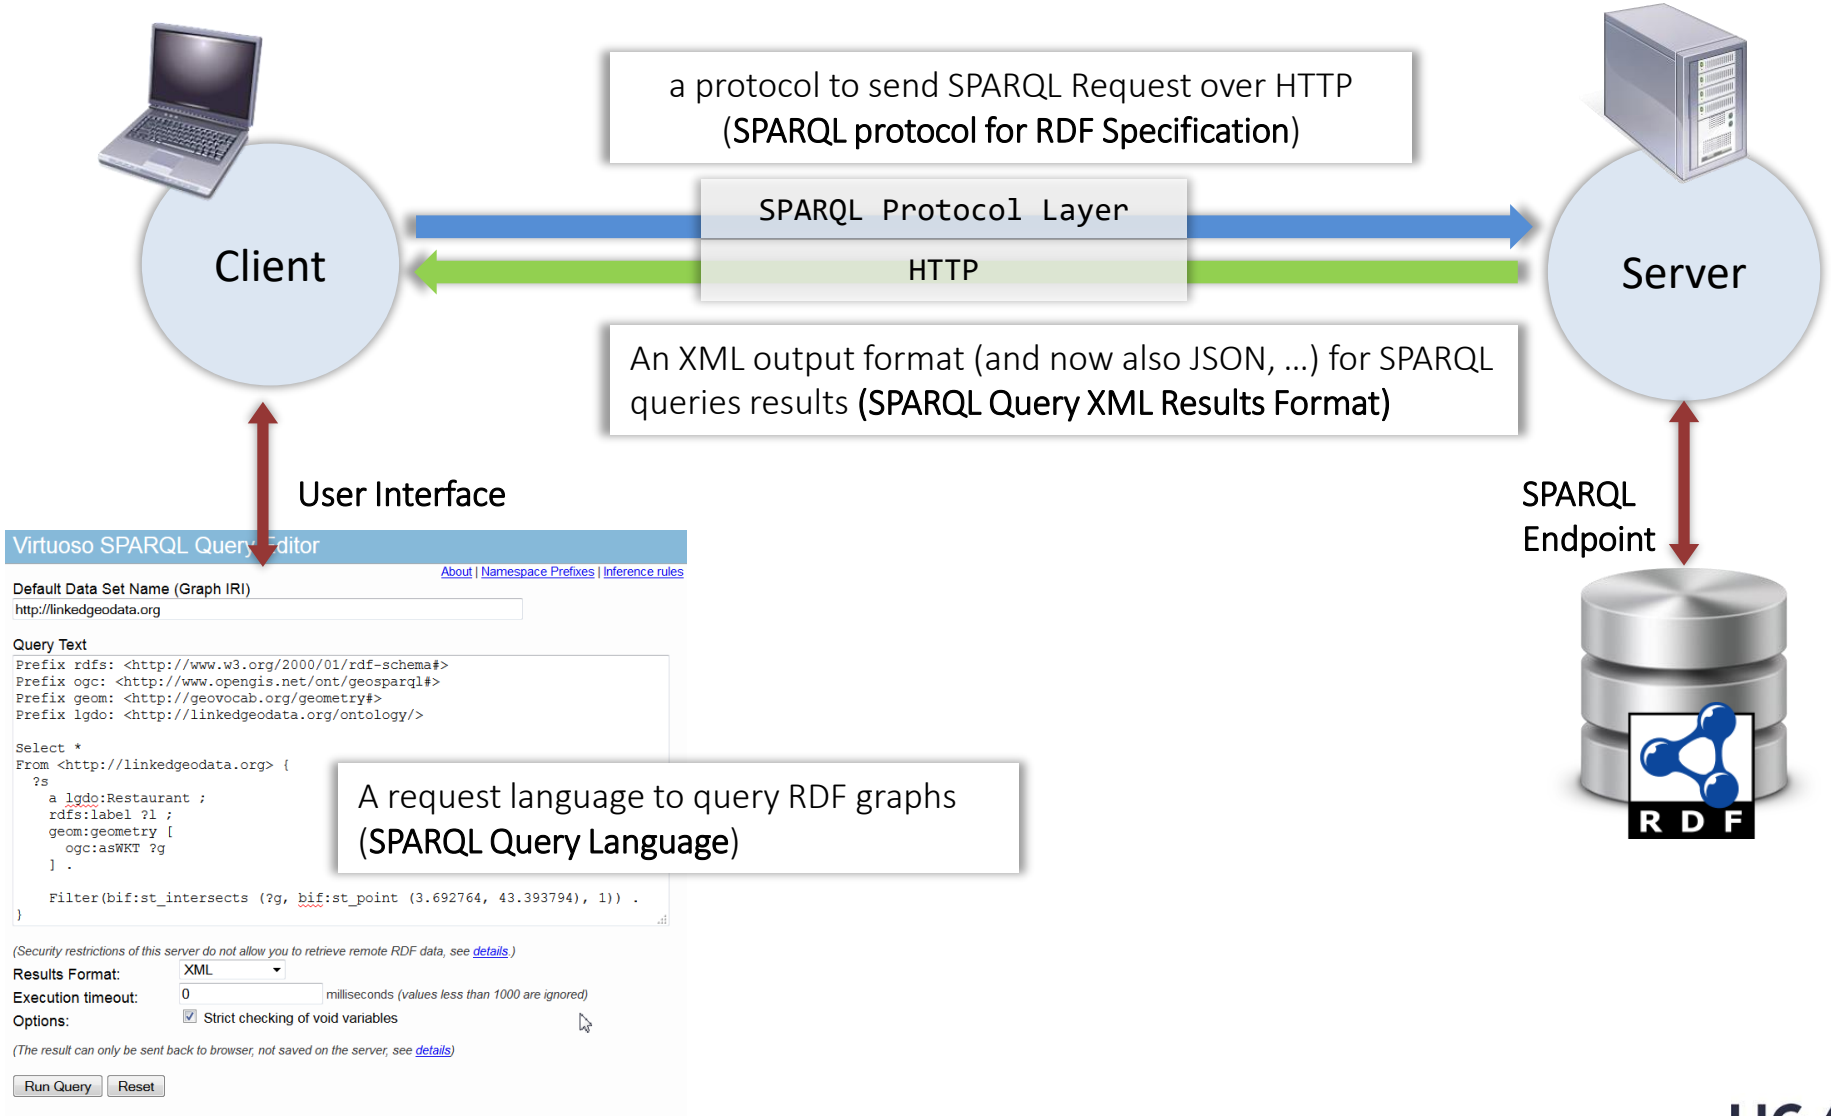 a protocol to send SPARQL Request over HTTP
(SPARQL protocol for RDF Specification)
SPARQL Protocol Layer
HTTP
Client
Server
An XML output format (and now also JSON, ...) for SPARQL
queries results (SPARQL Query XML Results Format)
User Interface
SPARQL
Endpoint
Virtuoso SPARQL Query Editor
About | Namespace Prefixes | Inference rules
Default Data Set Name (Graph IRI)
http://linkedgeodata.org
Query Text
Prefix rdfs: <http://www.w3.org/2000/01/rdf-schema#>
Prefix ogc: <http://www.opengis.net/ont/geosparql#>
Prefix geom: <http://geovocab.org/geometry#>
Prefix lgdo: <http://linkedgeodata.org/ontology/>
Select *
From <http://linkedgeodata.org> {
?s
a lgdo:Restaurant ;
rdfs:label ?l ;
geom:geometry [
ogc:asWKT ?g
] .
Filter(bif:st_intersects (?g, bif:st_point (3.692764, 43.393794), 1)) .
}
A request language to query RDF graphs
(SPARQL Query Language)
RDF
(Security restrictions of this server do not allow you to retrieve remote RDF data, see details.)
Results Format: XML
Execution timeout: 0 milliseconds (values less than 1000 are ignored)
Options: Strict checking of void variables
(The result can only be sent back to browser, not saved on the server, see details)
Run Query Reset